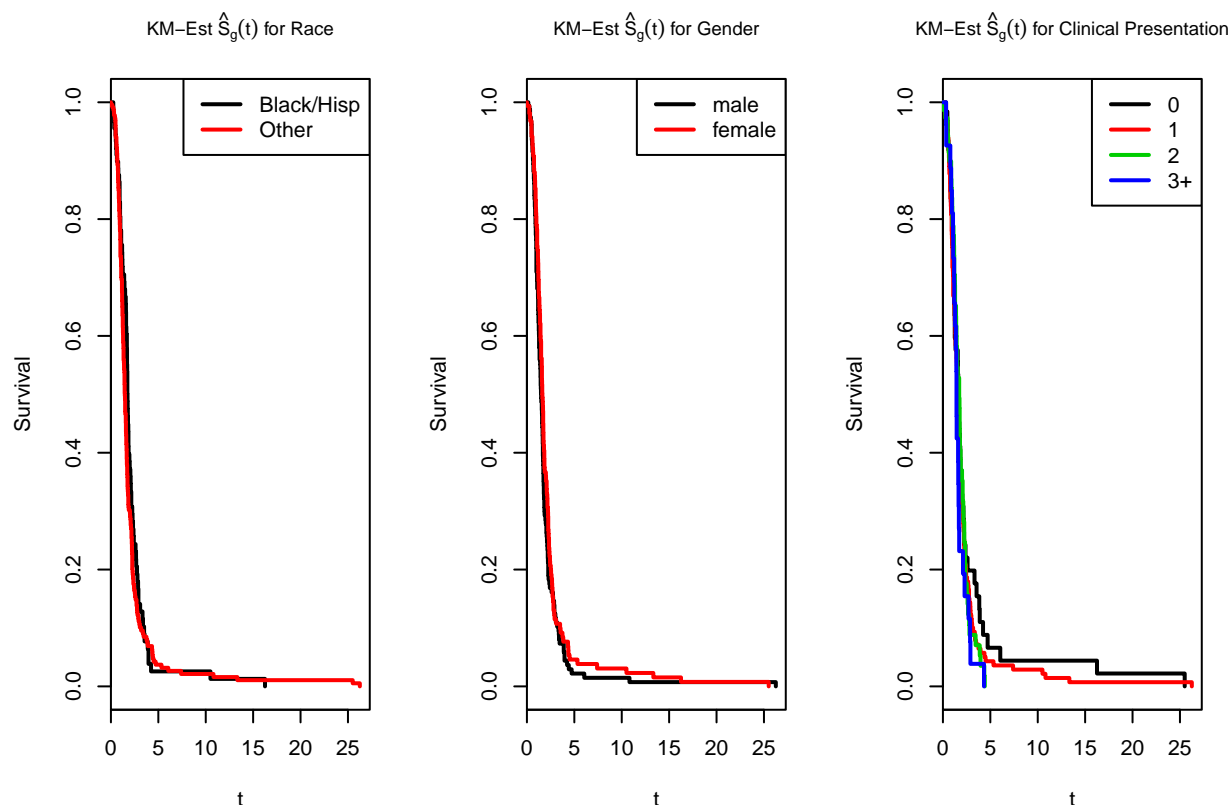 KM−Est Ŝg(t) for Race
Survival
0.0 0.2 0.4 0.6 0.8 1.0
Black/Hisp
Other
0 5 10 15 20 25
t
KM−Est Ŝg(t) for Gender
Survival
0.0 0.2 0.4 0.6 0.8 1.0
male
female
0 5 10 15 20 25
t
KM−Est Ŝg(t) for Clinical Presentation
Survival
0.0 0.2 0.4 0.6 0.8 1.0
0
1
2
3+
0 5 10 15 20 25
t